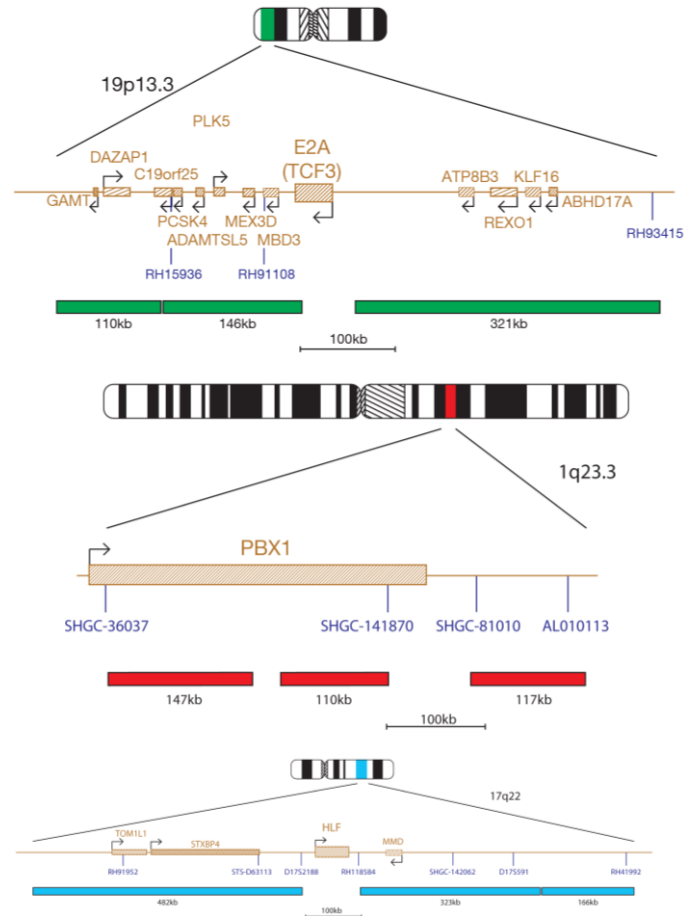 19p13.3
PLK5
DAZAP1
E2A
(TCF3)
C19orf25
ATP8B3
KLF16
GAMT
PCSK4
MEX3D
REXO1
ABHD17A
ADAMTSL5
MBD3
RH15936
RH91108
RH93415
110kb
146kb
321kb
100kb
1q23.3
PBX1
SHGC-36037
SHGC-141870
SHGC-81010
AL010113
147kb
110kb
117kb
100kb
17q22
TOM1L1
STXBP4
HLF
MMD
RH91952
STS-D63113
D17S2188
RH118584
SHGC-142062
D17S591
RH41992
482kb
323kb
166kb
100kb